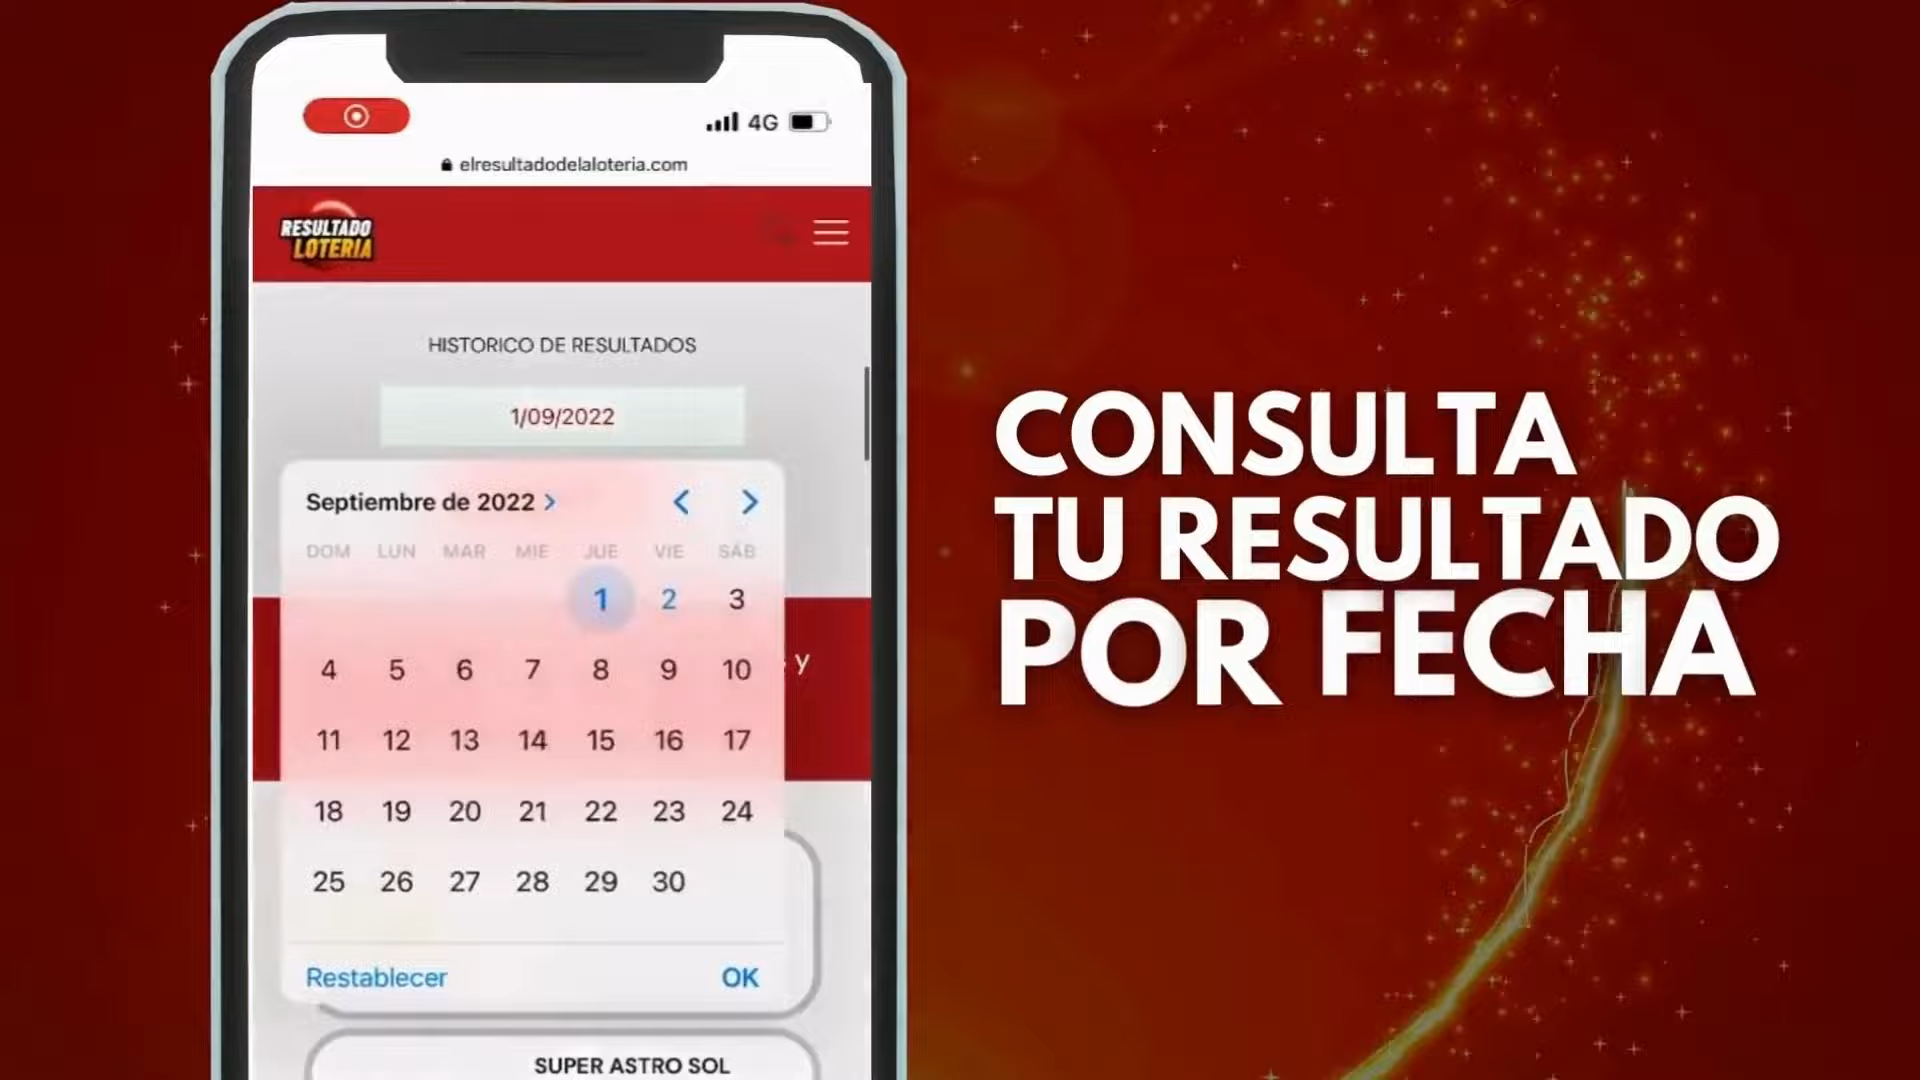 4G
elresultadodelaloteria.com
RESULTADO
LOTERIA
HISTORICO DE RESULTADOS
1/09/2022
Septiembre de 2022
DOM LUN MAR MIE JUE VIE SÁB
1 2 3
4 5 6 7 8 9 10
y
11 12 13 14 15 16 17
18 19 20 21 22 23 24
25 26 27 28 29 30
Restablecer OK
SUPER ASTRO SOL
CONSULTA
TU RESULTADO
POR FECHA